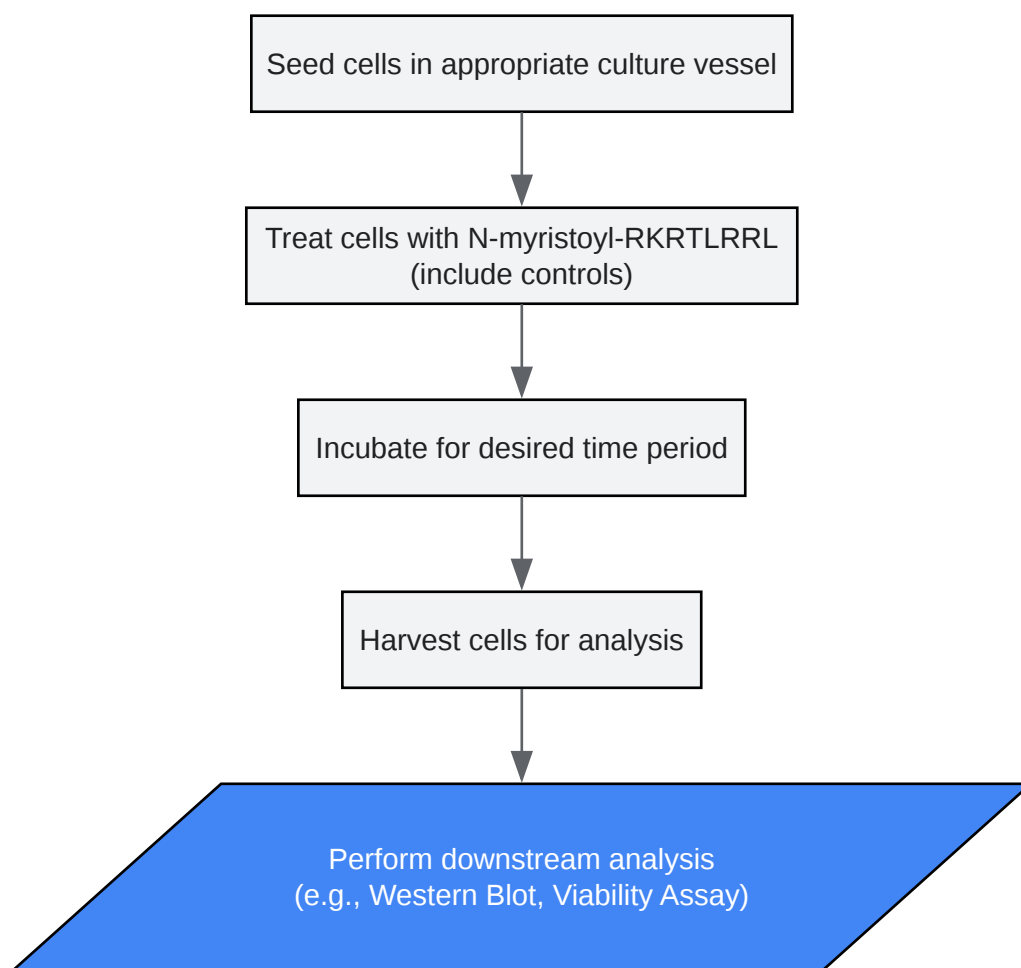 Seed cells in appropriate culture vessel
Treat cells with N-myristoyl-RKRTLRRL
(include controls)
Incubate for desired time period
Harvest cells for analysis
Perform downstream analysis
(e.g., Western Blot, Viability Assay)